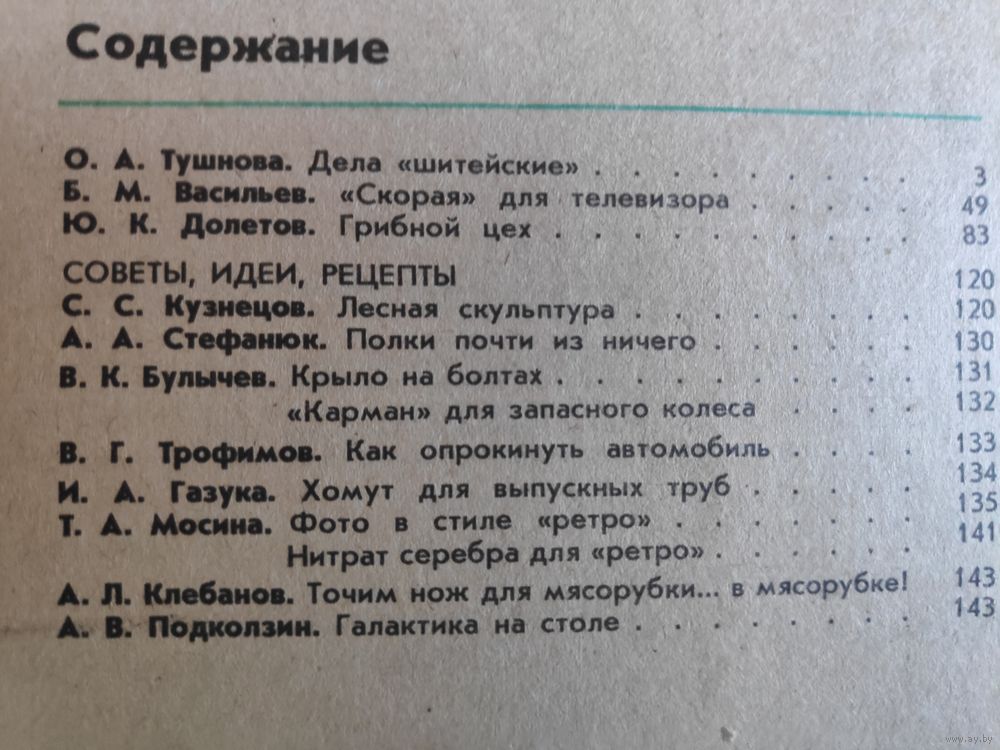 Содержание
О. А. Тушнова. Дела «шитейские» . . . . . . . . . 3
Б. М. Васильев. «Скорая» для телевизора . . . . . 49
Ю. К. Долетов. Грибной цех . . . . . . . . . . 83
СОВЕТЫ, ИДЕИ, РЕЦЕПТЫ 120
С. С. Кузнецов. Лесная скульптура . . . . . . . . 120
А. А. Стефанюк. Полки почти из ничего . . . . . . 130
В. К. Булычев. Крыло на болтах . . . . . . . . . . 131
«Карман» для запасного колеса . . . . 132
В. Г. Трофимов. Как опрокинуть автомобиль . . . . 133
И. А. Газука. Хомут для выпускных труб . . . . . 134
Т. А. Мосина. Фото в стиле «ретро» . . . . . . . 135
Нитрат серебра для «ретро» . . . . . . 141
А. Л. Клебанов. Точим нож для мясорубки... в мясорубке! 143
А. В. Подколзин. Галактика на столе . . . . . . . . 143
www.ay.by